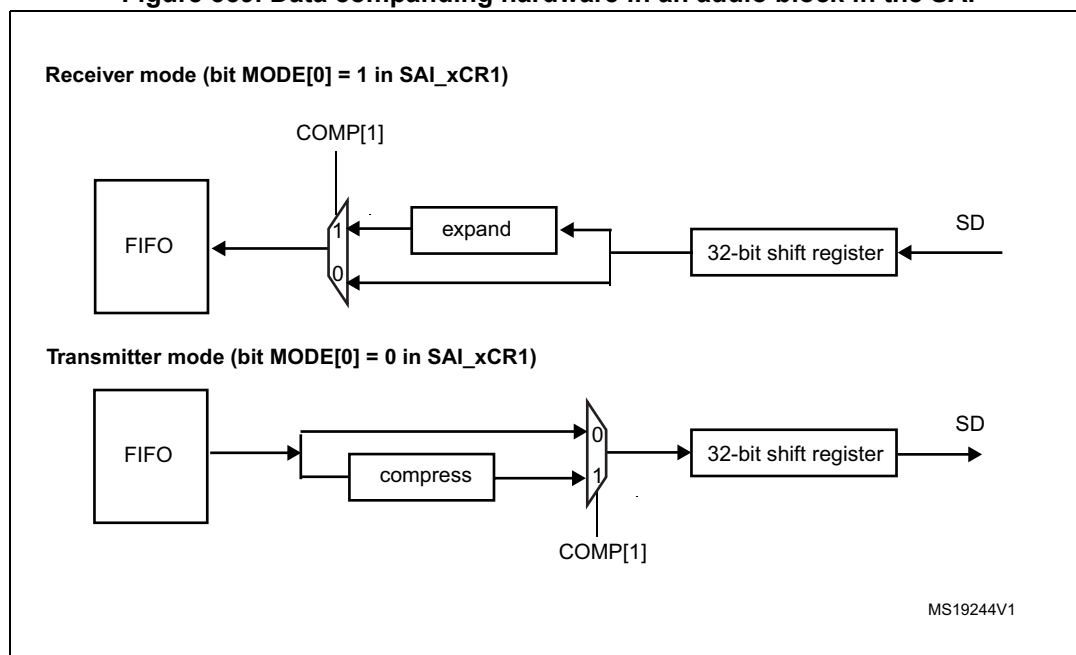 Receiver mode (bit MODE[0] = 1 in SAI_xCR1)
COMP[1]
FIFO
1
0
expand
32-bit shift register
SD
Transmitter mode (bit MODE[0] = 0 in SAI_xCR1)
FIFO
compress
0
1
COMP[1]
32-bit shift register
SD
MS19244V1